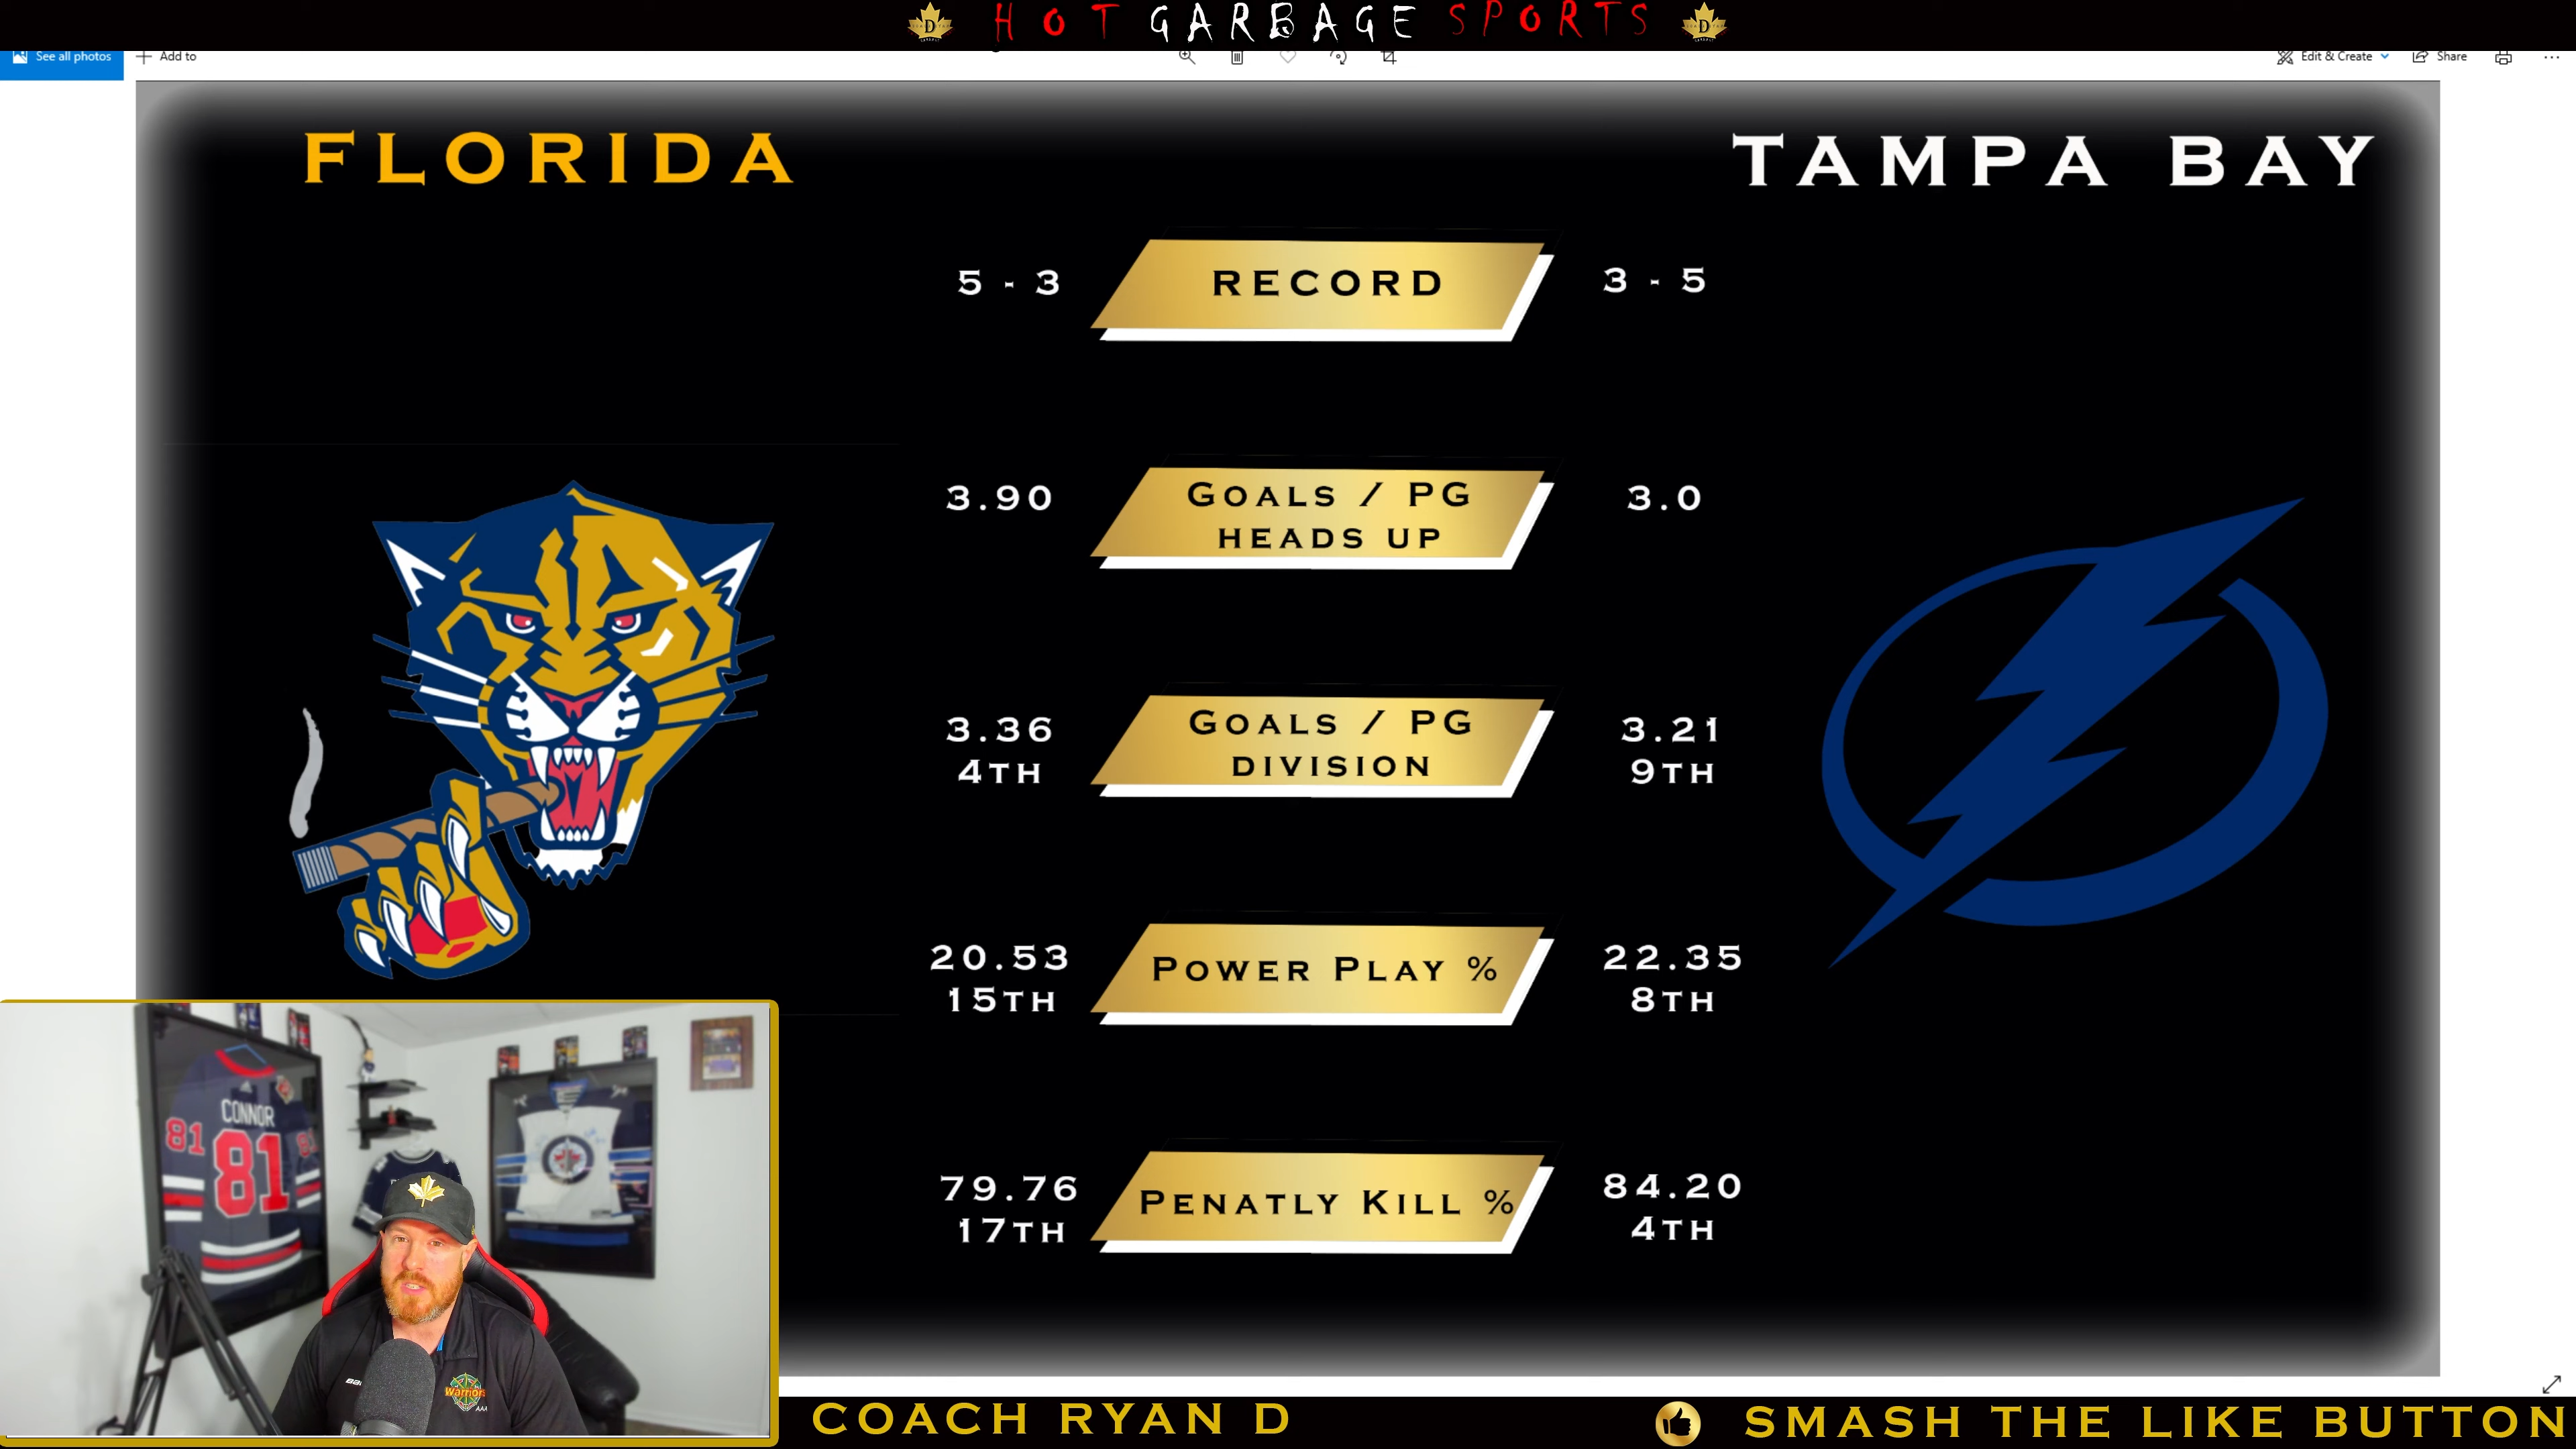 HOT GARBAGE SPORTS
See all photos
Add to
Edit & Create
Share
FLORIDA
TAMPA BAY
5 - 3
RECORD
3 - 5
3.90
GOALS / PG
HEADS UP
3.0
3.36
4TH
GOALS / PG
DIVISION
3.21
9TH
20.53
15TH
POWER PLAY %
22.35
8TH
79.76
17TH
PENATLY KILL %
84.20
4TH
CONNOR
81
81
Warriors
AAA
COACH RYAN D
SMASH THE LIKE BUTTON